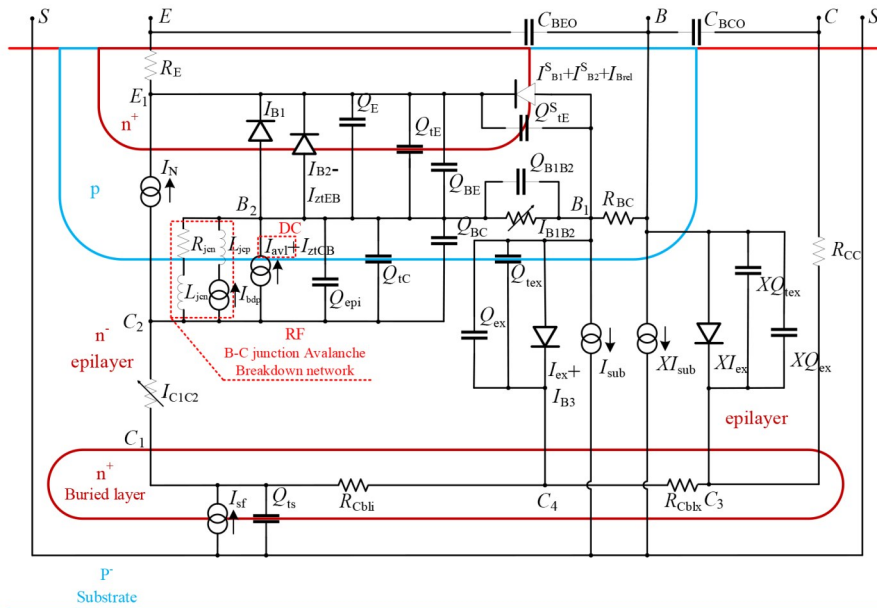 S E B C S
C_BEO C_BCO
R_E
I^S_B1+I^S_B2+I_Brel
E_1
n^+
I_B1
Q_E
Q_tE
Q^S_tE
I_B2-
I_ztEB
Q_BE
Q_B1B2
I_N
p
B_2
DC
Q_BC
I_B1B2
B_1
R_BC
R_jcn
L_jcp
I_avl+I_ztCB
R_CC
L_jcn
I_bdp
Q_epi
Q_tC
Q_tex
XQ_tex
C_2
n^-
epilayer
RF
B-C junction Avalanche
Breakdown network
Q_ex
I_ex+
I_B3
I_sub
XI_sub
XI_ex
XQ_ex
I_C1C2
epilayer
C_1
n^+
Buried layer
I_sf
Q_ts
R_Cbli
C_4
R_Cblx
C_3
P^-
Substrate